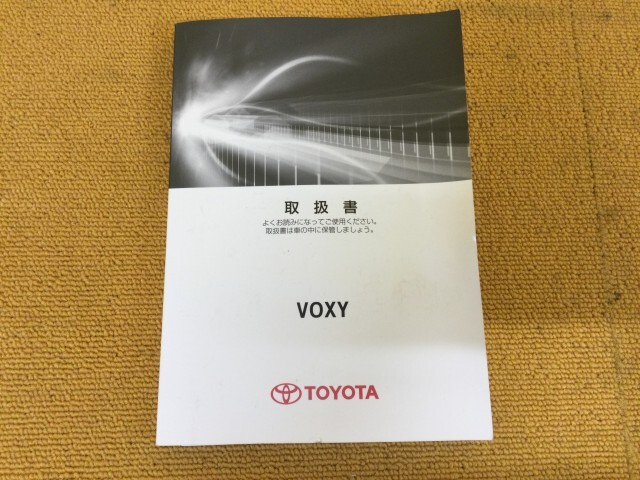 取扱書
よくお読みになってご使用ください。
取扱書は車の中に保管しましょう。
VOXY
TOYOTA